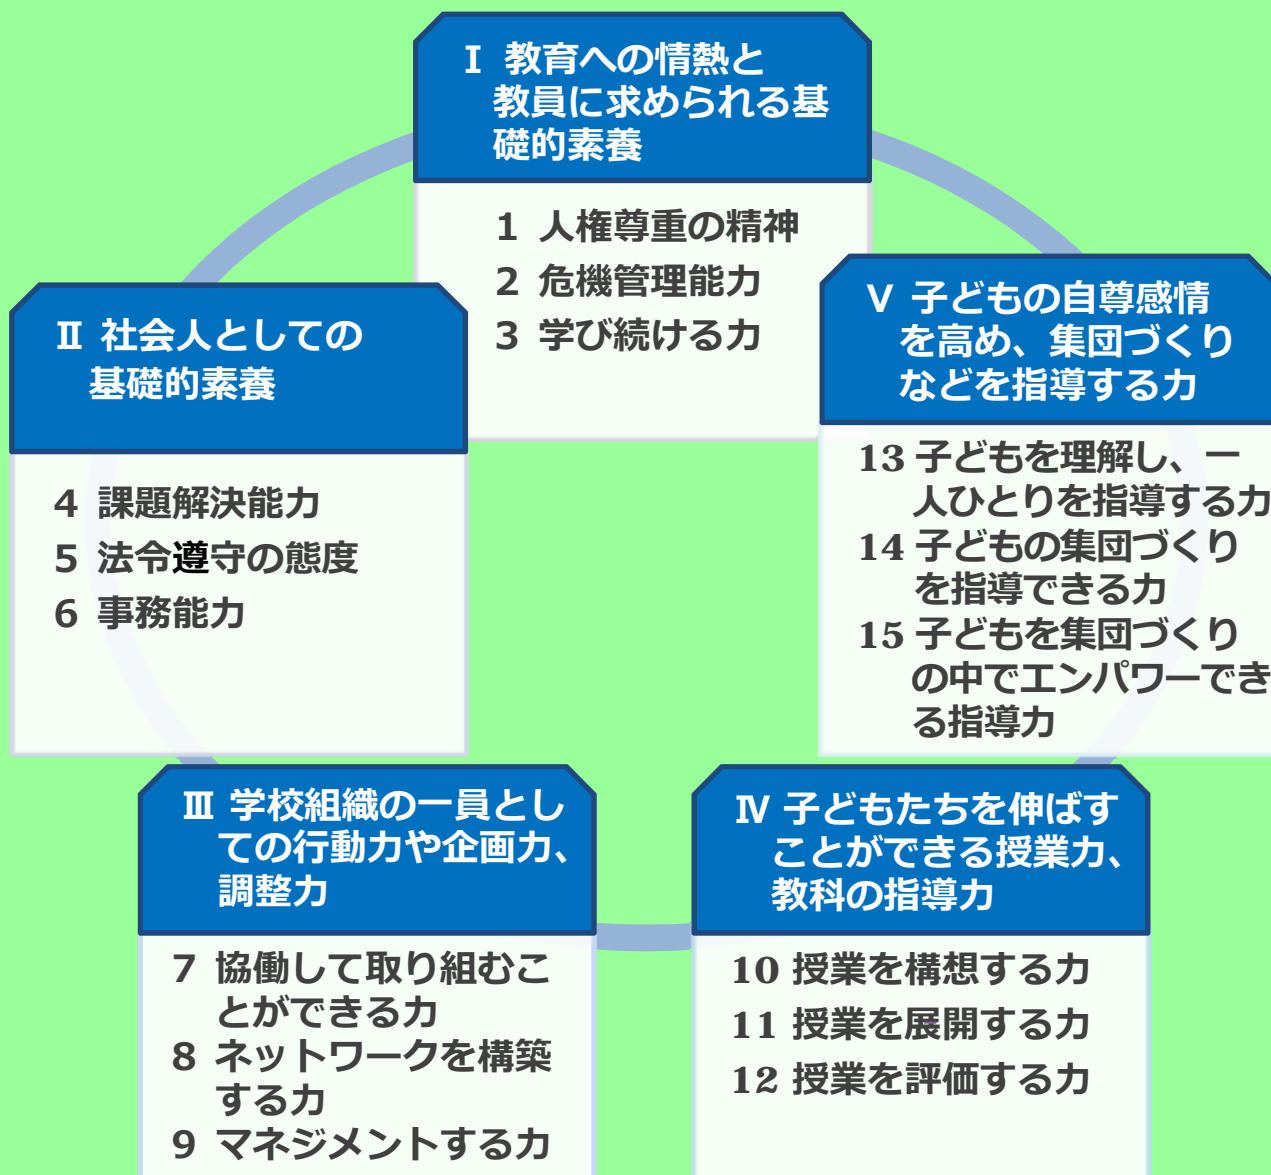 Ⅰ 教育への情熱と
教員に求められる基
礎的素養
1 人権尊重の精神
2 危機管理能力
3 学び続ける力
Ⅱ 社会人としての
基礎的素養
4 課題解決能力
5 法令遵守の態度
6 事務能力
Ⅲ 学校組織の一員とし
ての行動力や企画力、
調整力
7 協働して取り組むこ
とができる力
8 ネットワークを構築
する力
9 マネジメントする力
Ⅳ 子どもたちを伸ばす
ことができる授業力、
教科の指導力
10 授業を構想する力
11 授業を展開する力
12 授業を評価する力
Ⅴ 子どもの自尊感情
を高め、集団づくり
などを指導する力
13 子どもを理解し、一
人ひとりを指導する力
14 子どもの集団づくり
を指導できる力
15 子どもを集団づくり
の中でエンパワーでき
る指導力